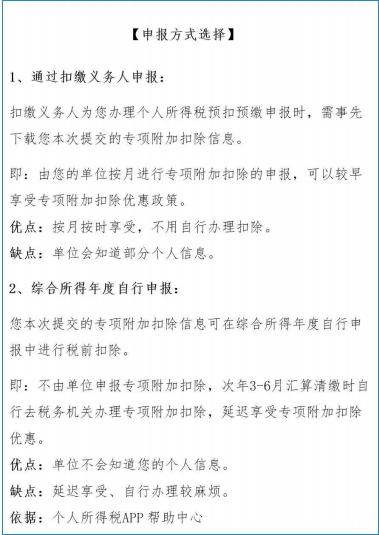 【申报方式选择】
1、通过扣缴义务人申报：
扣缴义务人为您办理个人所得税预扣预缴申报时，需事先
下载您本次提交的专项附加扣除信息。
即：由您的单位按月进行专项附加扣除的申报，可以较早
享受专项附加扣除优惠政策。
优点：按月按时享受，不用自行办理扣除。
缺点：单位会知道部分个人信息。
2、综合所得年度自行申报：
您本次提交的专项附加扣除信息可在综合所得年度自行申
报中进行税前扣除。
即：不由单位申报专项附加扣除，次年3-6月汇算清缴时自
行去税务机关办理专项附加扣除，延迟享受专项附加扣除
优惠。
优点：单位不会知道您的个人信息。
缺点：延迟享受、自行办理较麻烦。
依据：个人所得税APP 帮助中心